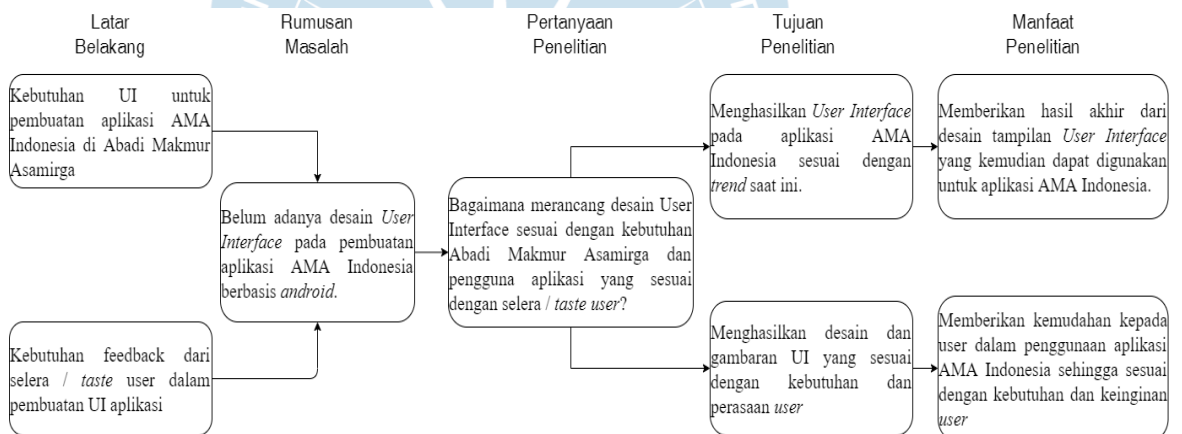 Latar
Belakang
Rumusan
Masalah
Pertanyaan
Penelitian
Tujuan
Penelitian
Manfaat
Penelitian
Kebutuhan UI untuk
pembuatan aplikasi AMA
Indonesia di Abadi Makmur
Asamirga
Kebutuhan feedback dari
selera / taste user dalam
pembuatan UI aplikasi
Belum adanya desain User
Interface pada pembuatan
aplikasi AMA Indonesia
berbasis android.
Bagaimana merancang desain User
Interface sesuai dengan kebutuhan
Abadi Makmur Asamirga dan
pengguna aplikasi yang sesuai
dengan selera / taste user?
Menghasilkan User Interface
pada aplikasi AMA
Indonesia sesuai dengan
trend saat ini.
Menghasilkan desain dan
gambaran UI yang sesuai
dengan kebutuhan dan
perasaan user
Memberikan hasil akhir dari
desain tampilan User Interface
yang kemudian dapat digunakan
untuk aplikasi AMA Indonesia.
Memberikan kemudahan kepada
user dalam penggunaan aplikasi
AMA Indonesia sehingga sesuai
dengan kebutuhan dan keinginan
user